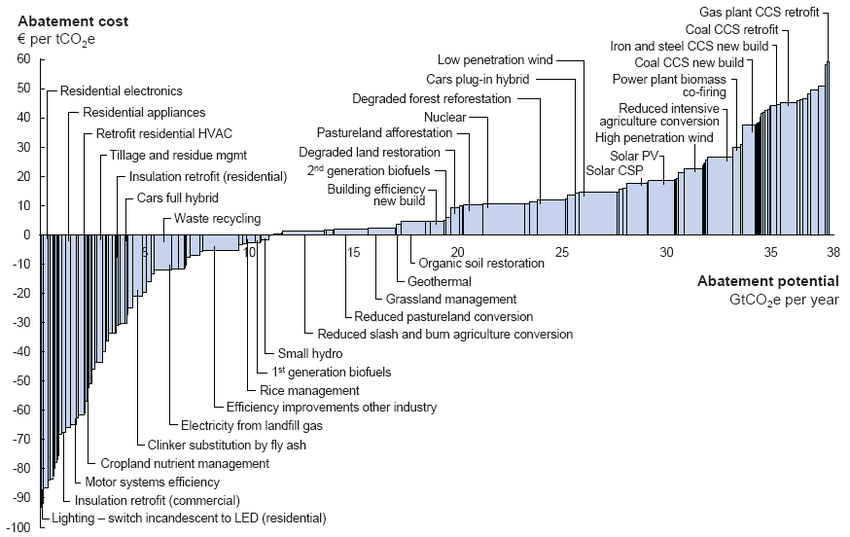 Abatement cost
€ per tCO2e
Gas plant CCS retrofit
Coal CCS retrofit
Iron and steel CCS new build
Coal CCS new build
Power plant biomass
co-firing
Reduced intensive
agriculture conversion
High penetration wind
Solar PV
Solar CSP
Low penetration wind
Cars plug-in hybrid
Degraded forest reforestation
Nuclear
Pastureland afforestation
Degraded land restoration
2nd generation biofuels
Building efficiency
new build
Residential electronics
Residential appliances
Retrofit residential HVAC
Tillage and residue mgmt
Insulation retrofit (residential)
Cars full hybrid
Waste recycling
60
50
40
30
20
10
0
-10
-20
-30
-40
-50
-60
-70
-80
-90
-100
5
10
15
20
25
30
35
38
Abatement potential
GtCO2e per year
Organic soil restoration
Geothermal
Grassland management
Reduced pastureland conversion
Reduced slash and burn agriculture conversion
Small hydro
1st generation biofuels
Rice management
Efficiency improvements other industry
Electricity from landfill gas
Clinker substitution by fly ash
Cropland nutrient management
Motor systems efficiency
Insulation retrofit (commercial)
Lighting – switch incandescent to LED (residential)